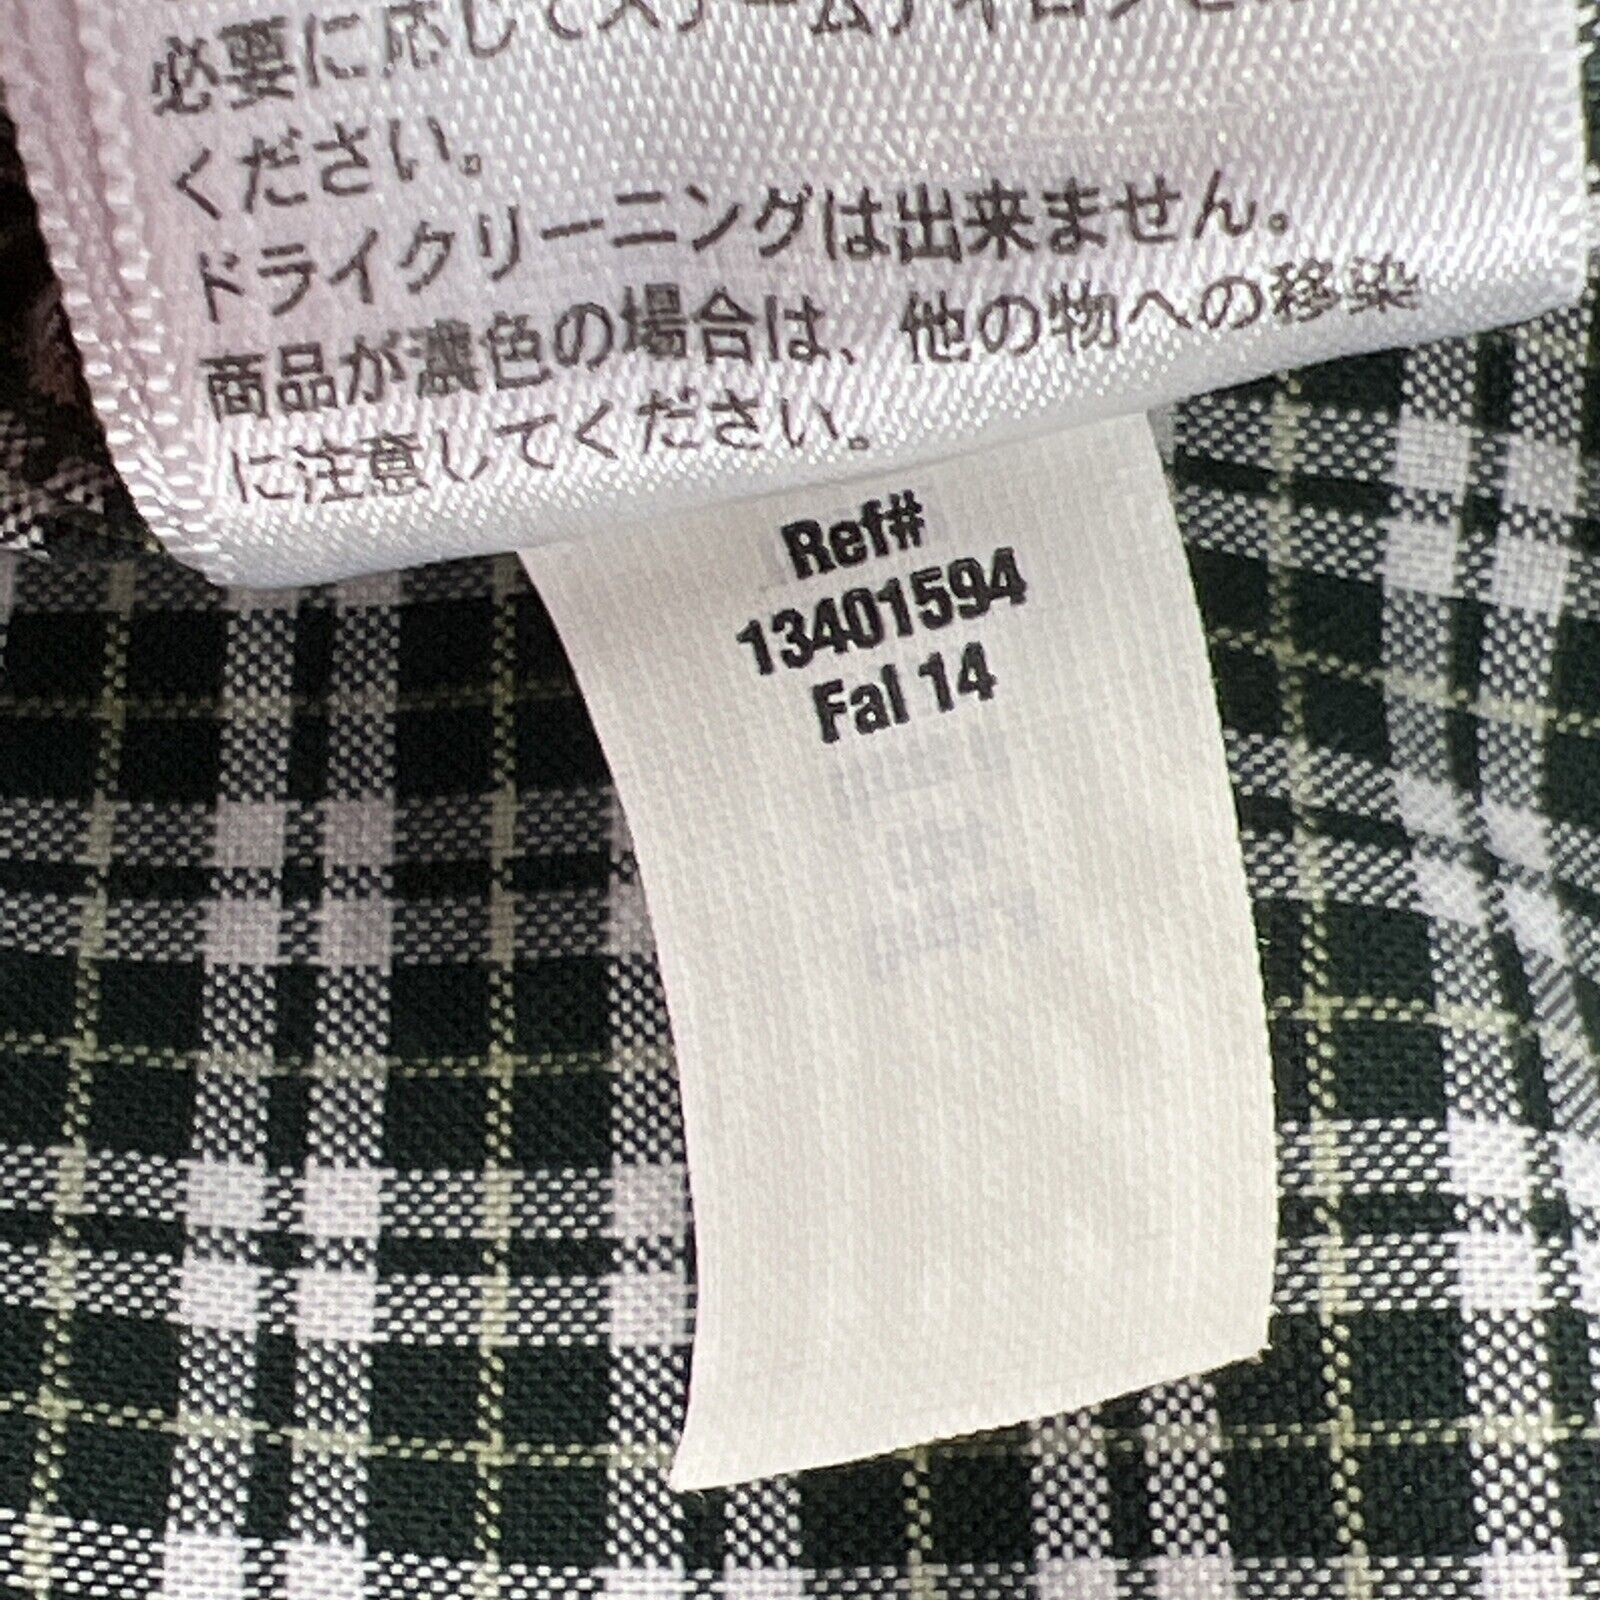 必要に応じてスチームアイロンを
ください。
ドライクリーニングは出来ません。
商品が濃色の場合は、他の物への移染
に注意してください。
Ref#
13401594
Fal 14